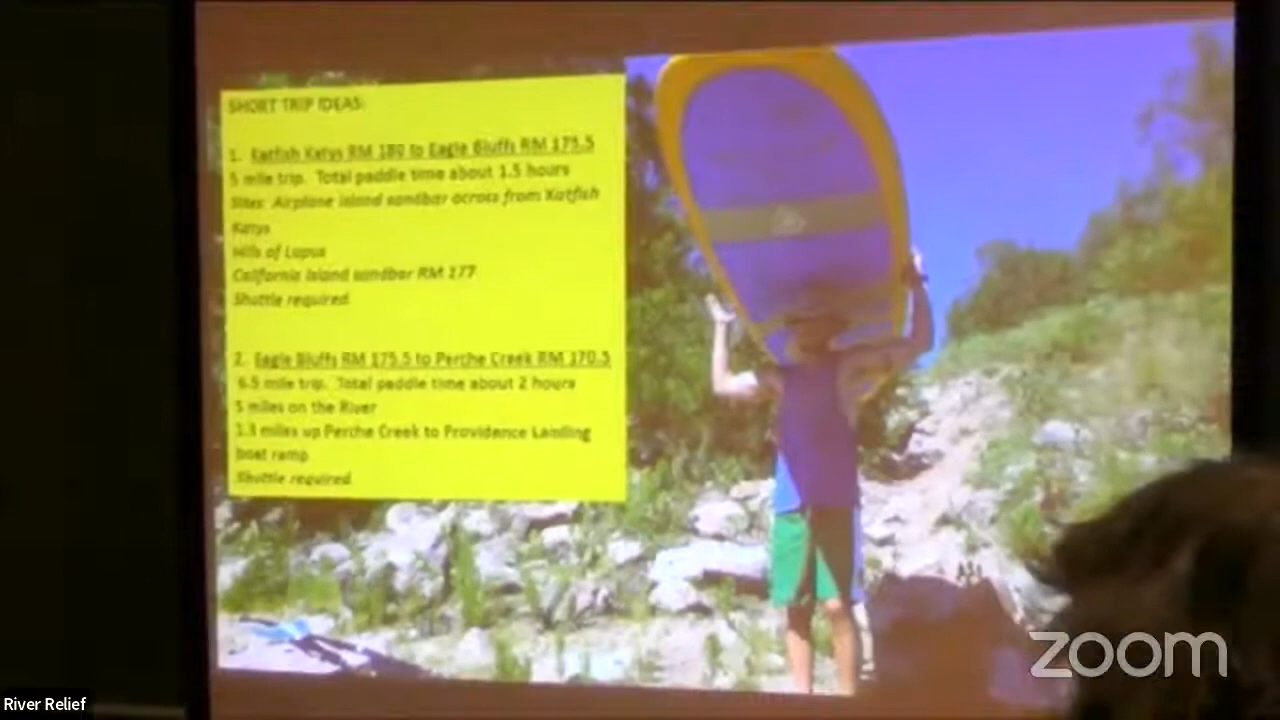 SHORT TRIP IDEAS:
1. Katfish Katys RM 180 to Eagle Bluffs RM 175.5
5 mile trip. Total paddle time about 1.5 hours
Sites: Airplane island sandbar across from Katfish
Katys
Hills of Lupus
California Island sandbar RM 177
Shuttle required
2. Eagle Bluffs RM 175.5 to Perche Creek RM 170.5
6.5 mile trip. Total paddle time about 2 hours
5 miles on the River
1.3 miles up Perche Creek to Providence Landing
boat ramp
Shuttle required
zoom
River Relief